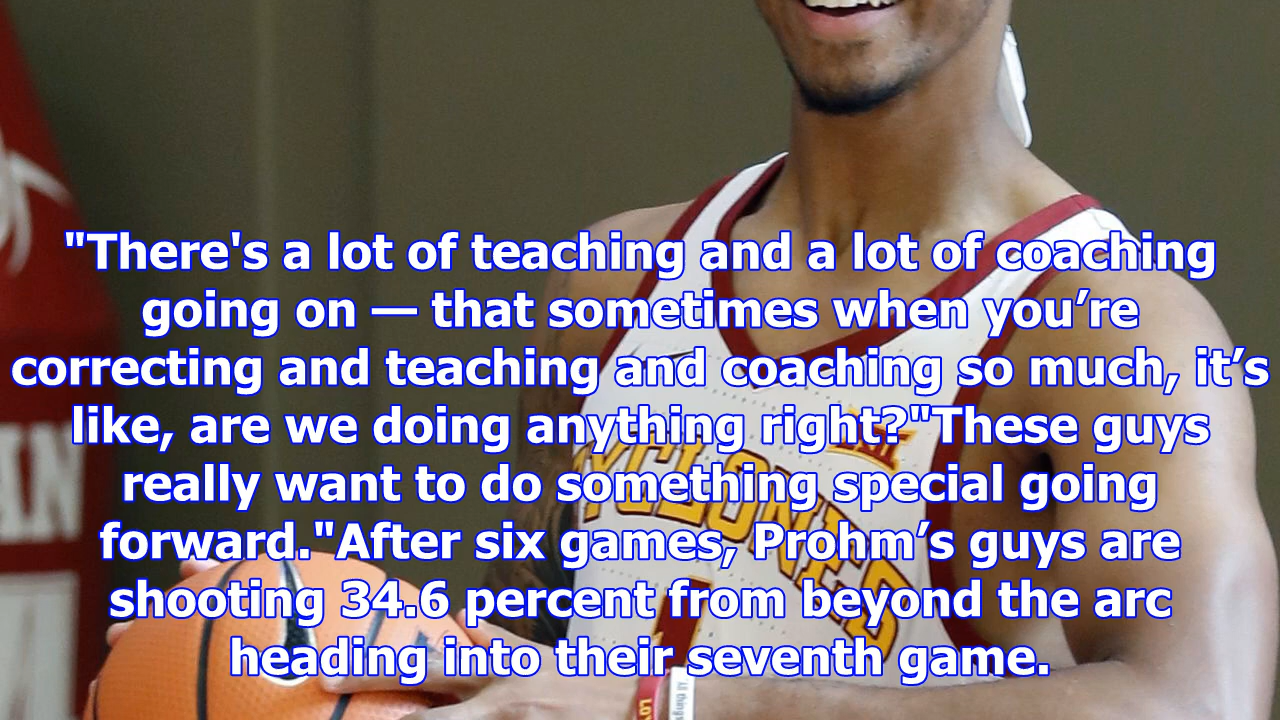 "There's a lot of teaching and a lot of coaching
going on — that sometimes when you’re
correcting and teaching and coaching so much, it’s
like, are we doing anything right?"These guys
really want to do something special going
forward."After six games, Prohm’s guys are
shooting 34.6 percent from beyond the arc
heading into their seventh game.
CYCLONES